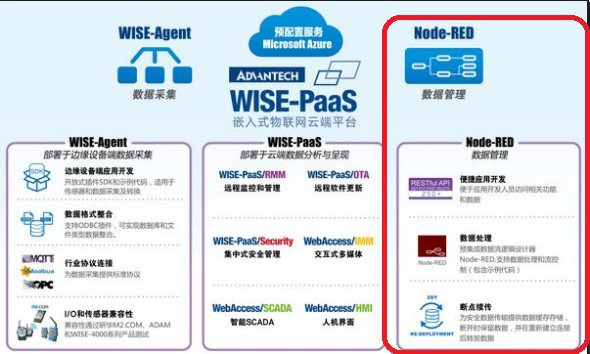 WISE-Agent
数据采集
预配置服务
Microsoft Azure
ADVANTECH
WISE-PaaS
嵌入式物联网云端平台
Node-RED
数据管理
WISE-Agent
部署于边缘设备端数据采集
SDK
边缘设备端应用开发
开放式插件SDK和示例代码，适用于
传感器和数据采集及转换
数据格式整合
支持ODBC插件，可实现数据库和文
件类型数据整合。
MQTT
Modbus
OPC
行业协议连接
为数据采集提供标准协议
M2.COM
I/O和传感器兼容性
兼容性通过研华M2.COM、ADAM
和WISE-4000系列产品测试
WISE-PaaS
部署于云端数据分析与呈现
WISE-PaaS/RMM
远程监控和管理
WISE-PaaS/OTA
远程软件更新
WISE-PaaS/Security
集中式安全管理
WebAccess/IMM
交互式多媒体
WebAccess/SCADA
智能SCADA
WebAccess/HMI
人机界面
Node-RED
数据管理
RESTful API
250+
便捷应用开发
便于应用开发人员访问相关功能
和数据
Node-RED
数据处理
预集成数据流逻辑设计器
Node-RED,支持数据处理和流控
制（包含示例代码）
RE-DEPLOYMENT
断点续传
为安全数据传输提供数据缓存存储，
断开时保留数据，并在重新建立连接
后转发数据